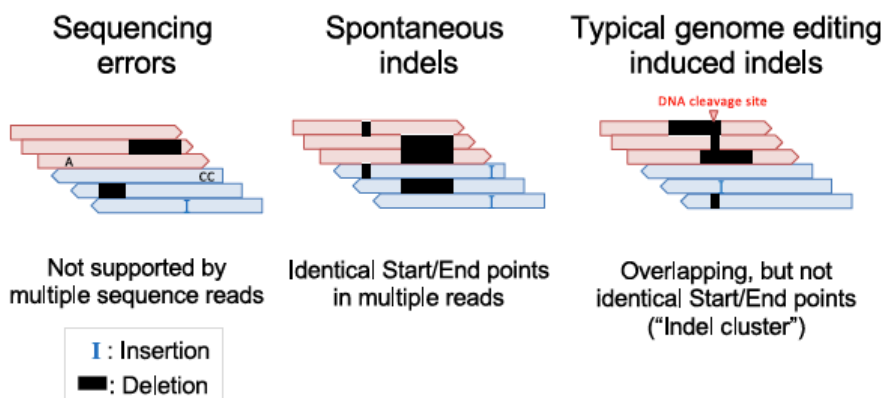 Sequencing
errors
Spontaneous
indels
Typical genome editing
induced indels
DNA cleavage site
A
CC
Not supported by
multiple sequence reads
Identical Start/End points
in multiple reads
Overlapping, but not
identical Start/End points
("Indel cluster")
I : Insertion
: Deletion